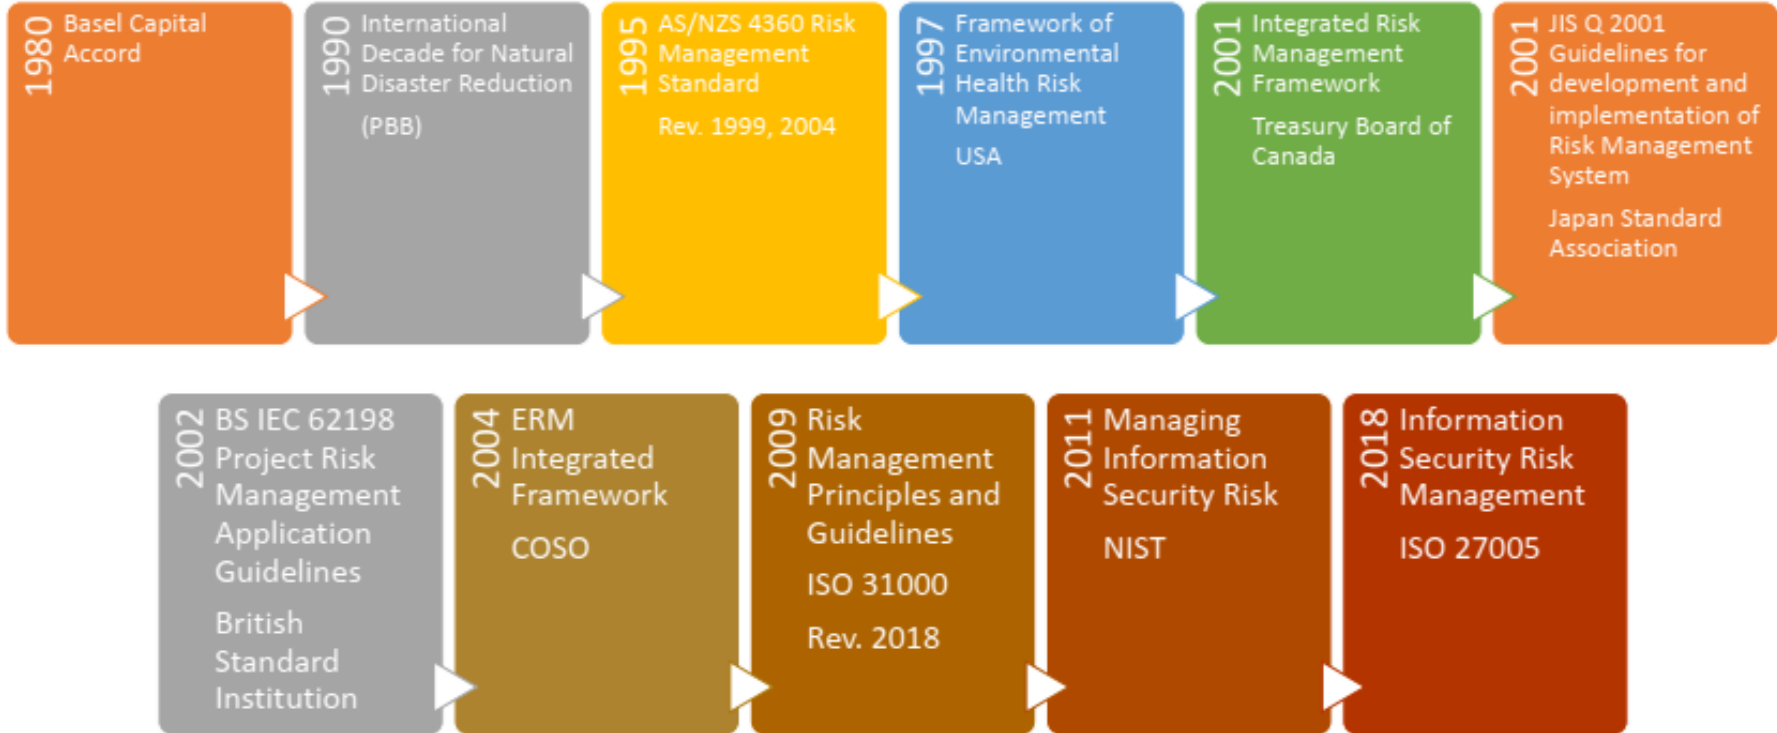 1980
Basel Capital
Accord
1990
International
Decade for Natural
Disaster Reduction
(PBB)
1995
AS/NZS 4360 Risk
Management
Standard
Rev. 1999, 2004
1997
Framework of
Environmental
Health Risk
Management
USA
2001
Integrated Risk
Management
Framework
Treasury Board of
Canada
2001
JIS Q 2001
Guidelines for
development and
implementation of
Risk Management
System
Japan Standard
Association
2002
BS IEC 62198
Project Risk
Management
Application
Guidelines
British
Standard
Institution
2004
ERM
Integrated
Framework
COSO
2009
Risk
Management
Principles and
Guidelines
ISO 31000
Rev. 2018
2011
Managing
Information
Security Risk
NIST
2018
Information
Security Risk
Management
ISO 27005